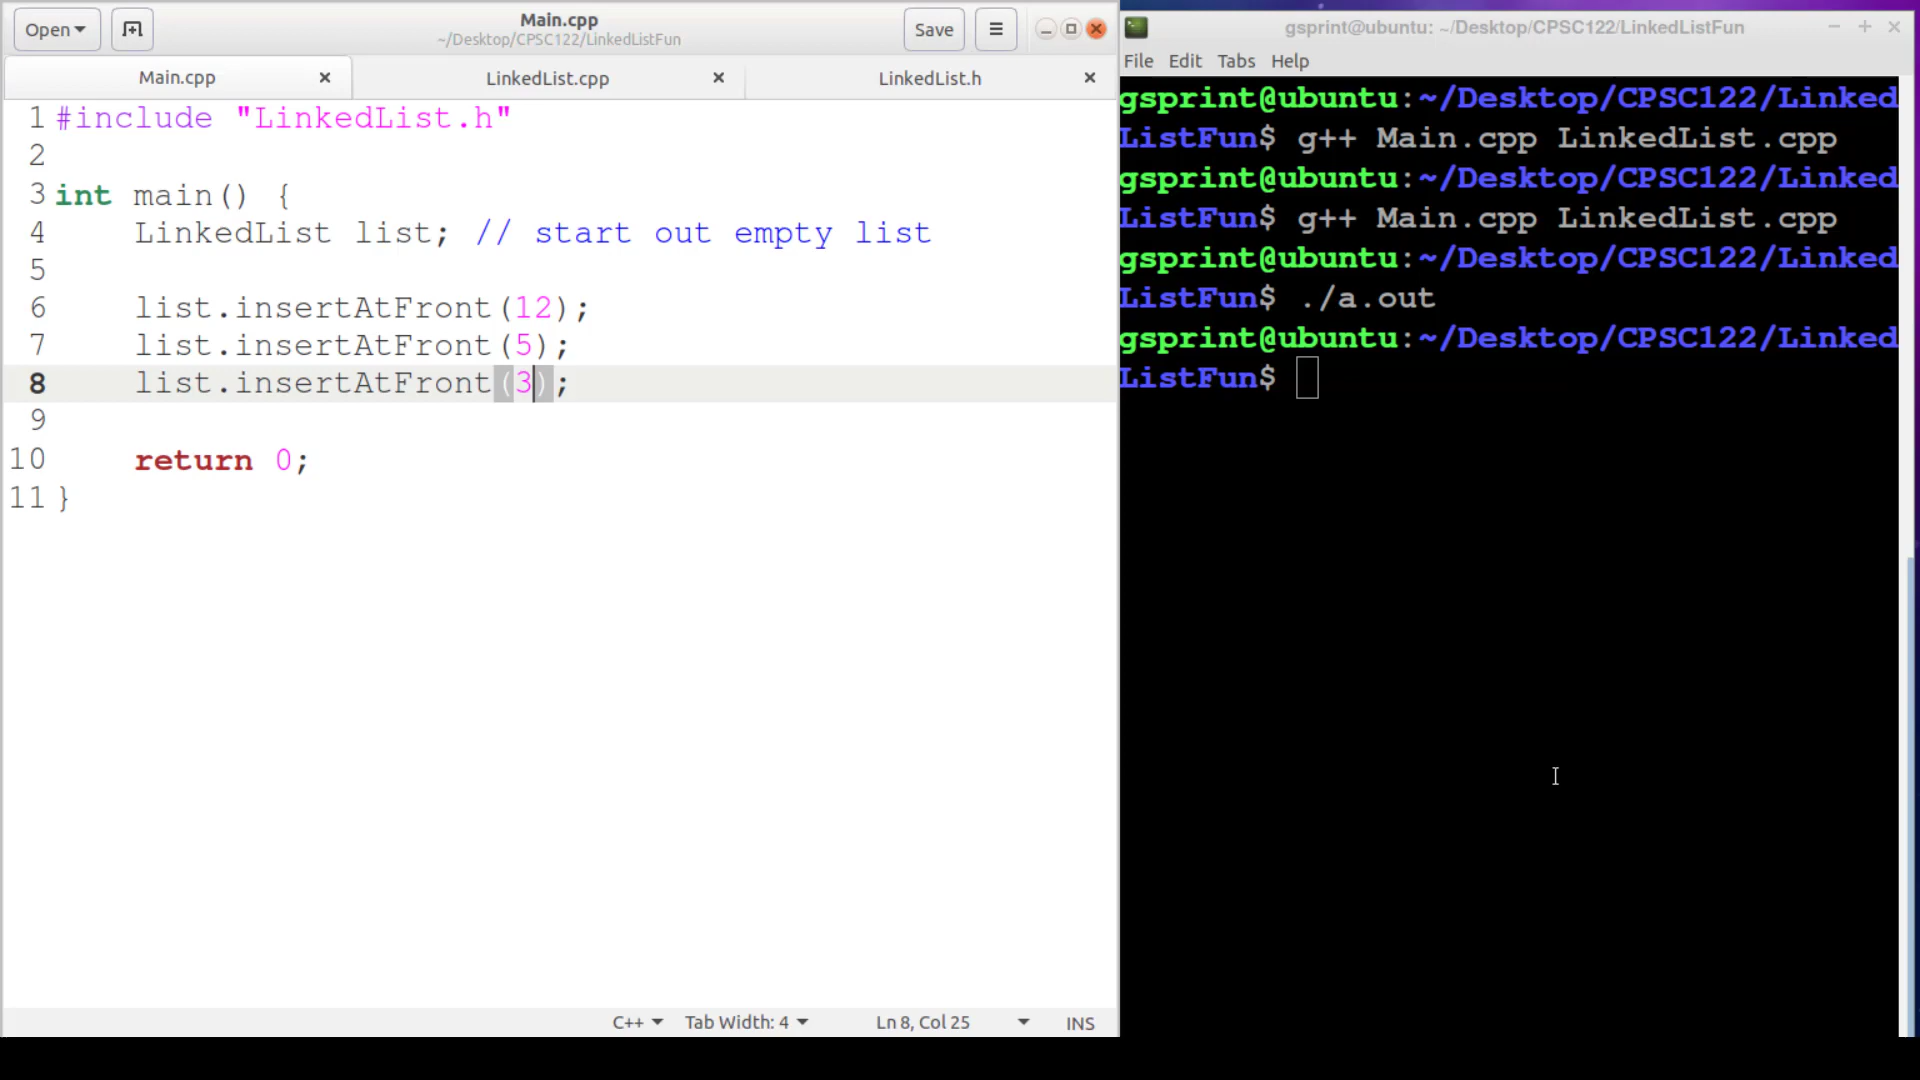 Open
Main.cpp
~/Desktop/CPSC122/LinkedListFun
Save
Main.cpp
LinkedList.cpp
LinkedList.h
1 #include "LinkedList.h"
2
3 int main() {
4 LinkedList list; // start out empty list
5
6 list.insertAtFront(12);
7 list.insertAtFront(5);
8 list.insertAtFront(3);
9
10 return 0;
11 }
C++ Tab Width: 4 Ln 8, Col 25 INS
gsprint@ubuntu: ~/Desktop/CPSC122/LinkedListFun
File Edit Tabs Help
gsprint@ubuntu:~/Desktop/CPSC122/Linked
ListFun$ g++ Main.cpp LinkedList.cpp
gsprint@ubuntu:~/Desktop/CPSC122/Linked
ListFun$ g++ Main.cpp LinkedList.cpp
gsprint@ubuntu:~/Desktop/CPSC122/Linked
ListFun$ ./a.out
gsprint@ubuntu:~/Desktop/CPSC122/Linked
ListFun$